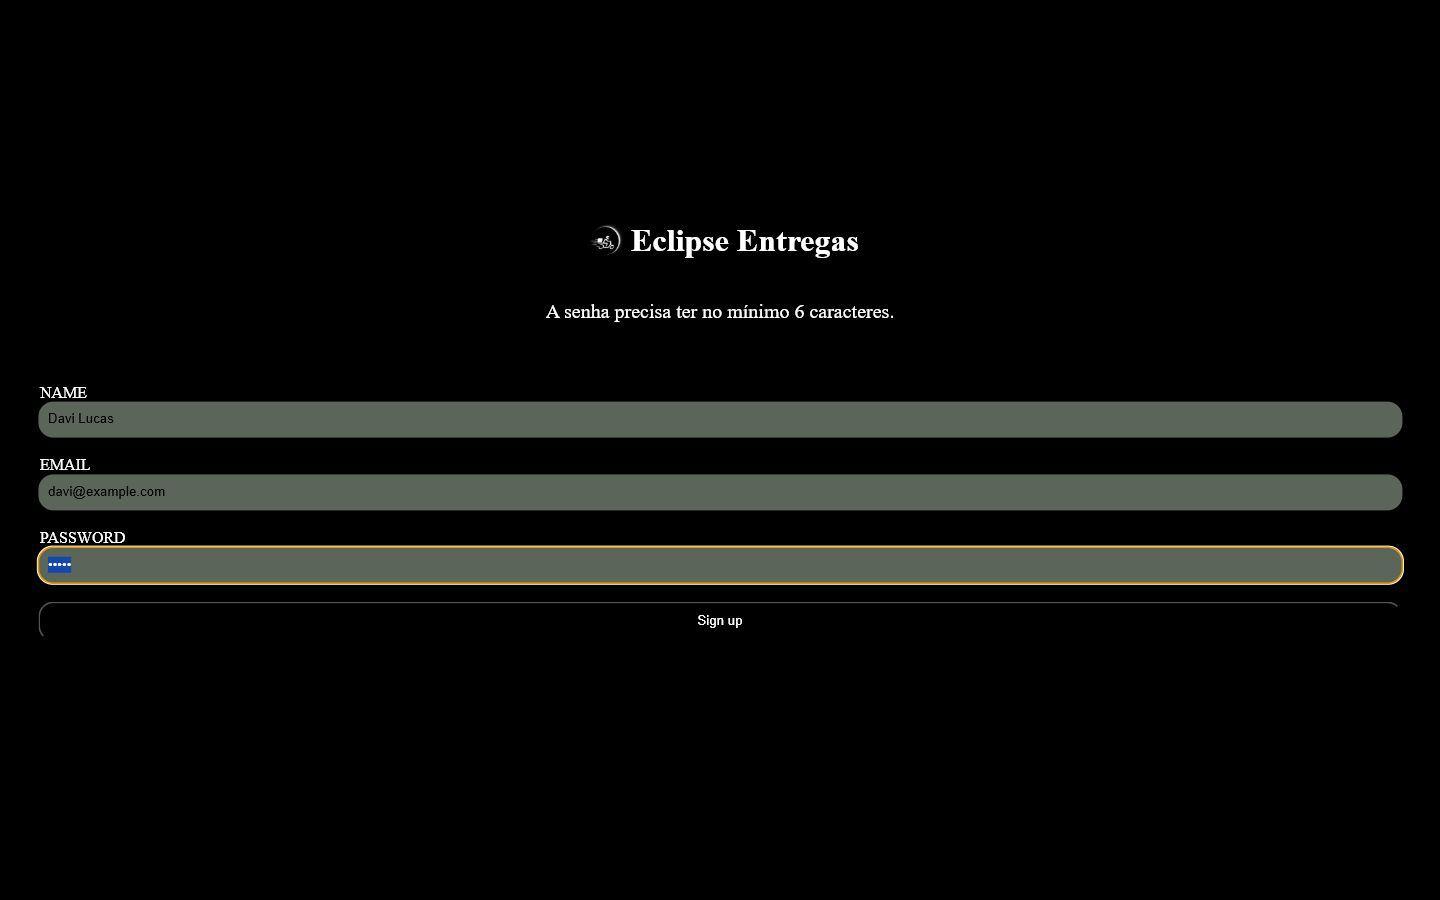 Eclipse Entregas
A senha precisa ter no mínimo 6 caracteres.
NAME
Davi Lucas
EMAIL
davi@example.com
PASSWORD
•••••
Sign up